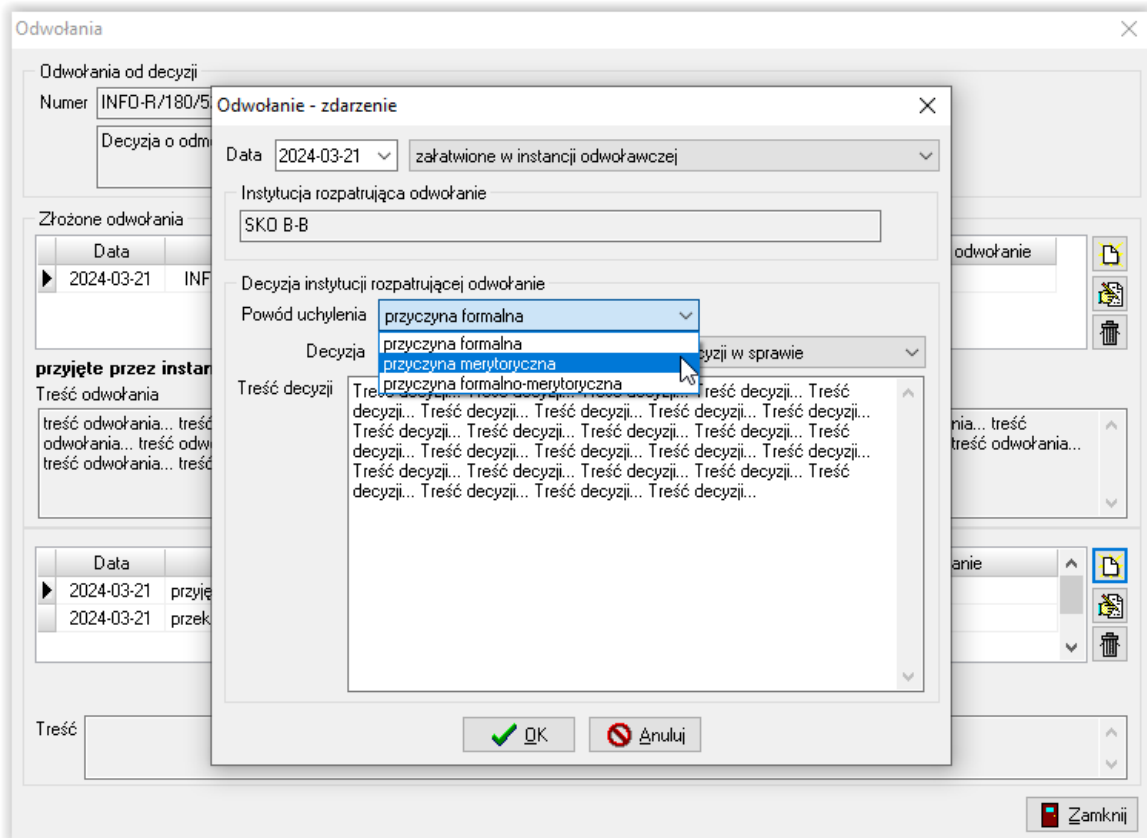 Odwołania
Odwołania od decyzji
Numer INFO-R/180/5
Decyzja o odm
Złożone odwołania
Data odwołanie
2024-03-21 INF
przyjęte przez instan
Treść odwołania
treść odwołania... treść nia... treść
odwołania... treść odw treść odwołania...
treść odwołania... treść
Data anie
2024-03-21 przyję
2024-03-21 przek
Treść
Zamknij
Odwołanie - zdarzenie
Data 2024-03-21 załatwione w instancji odwoławczej
Instytucja rozpatrująca odwołanie
SKO B-B
Decyzja instytucji rozpatrującej odwołanie
Powód uchylenia przyczyna formalna
przyczyna formalna
przyczyna merytoryczna
przyczyna formalno-merytoryczna
Decyzja yzji w sprawie
Treść decyzji
Treść decyzji... Treść decyzji... Treść decyzji... Treść decyzji... Treść
decyzji... Treść decyzji... Treść decyzji... Treść decyzji... Treść decyzji...
Treść decyzji... Treść decyzji... Treść decyzji... Treść decyzji... Treść
decyzji... Treść decyzji... Treść decyzji... Treść decyzji... Treść decyzji...
Treść decyzji... Treść decyzji... Treść decyzji... Treść decyzji... Treść
decyzji... Treść decyzji... Treść decyzji... Treść decyzji...
OK Anuluj